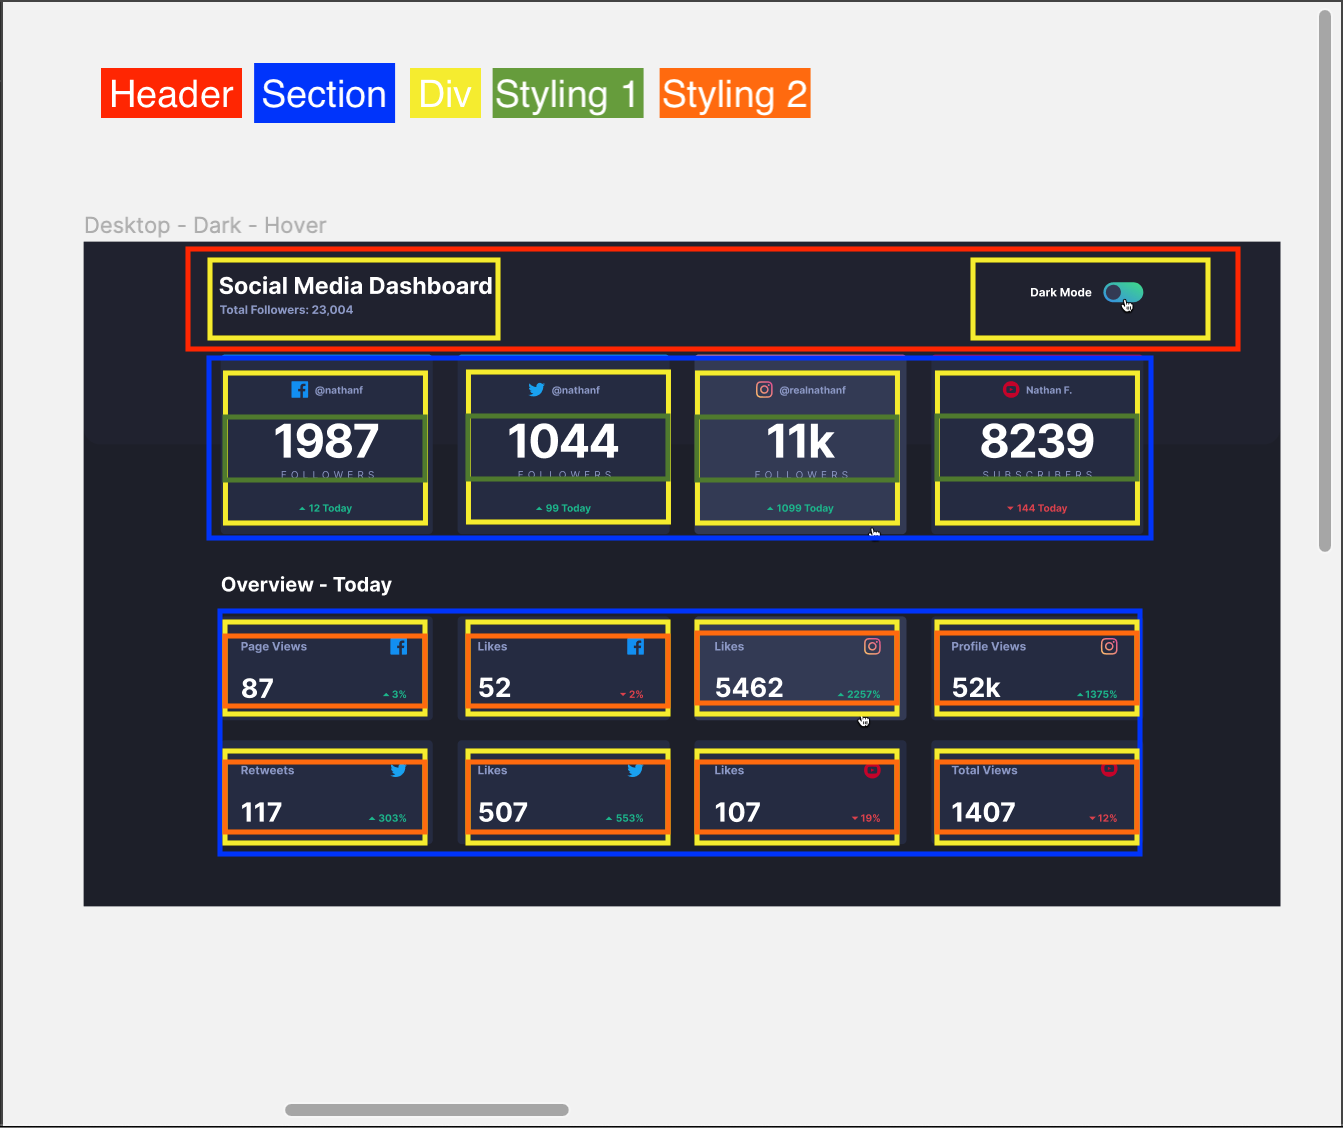 Header Section Div Styling 1 Styling 2
Desktop - Dark - Hover
Social Media Dashboard
Total Followers: 23,004
Dark Mode
@nathanf
1987
FOLLOWERS
12 Today
@nathanf
1044
FOLLOWERS
99 Today
@realnathanf
11k
FOLLOWERS
1099 Today
Nathan F.
8239
SUBSCRIBERS
144 Today
Overview - Today
Page Views
87
3%
Likes
52
2%
Likes
5462
2257%
Profile Views
52k
1375%
Retweets
117
303%
Likes
507
553%
Likes
107
19%
Total Views
1407
12%